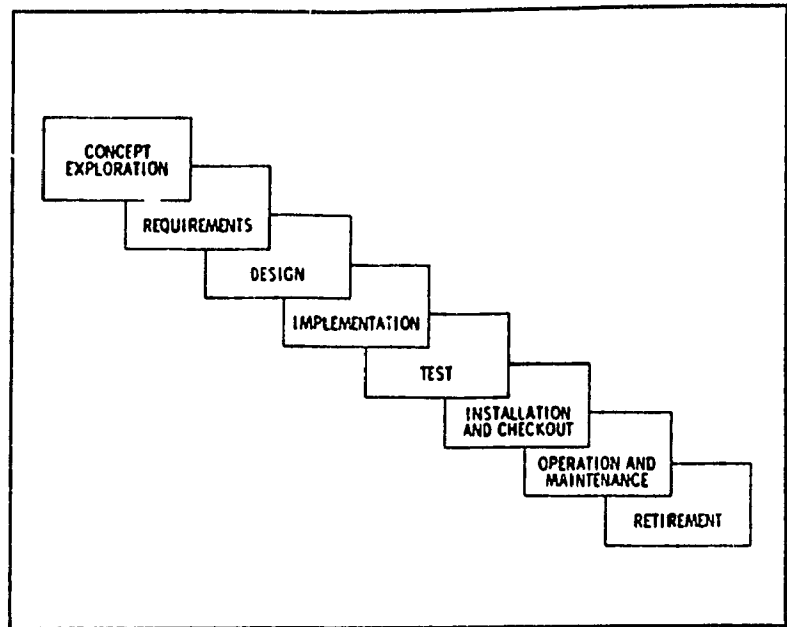 CONCEPT
EXPLORATION
REQUIREMENTS
DESIGN
IMPLEMENTATION
TEST
INSTALLATION
AND CHECKOUT
OPERATION AND
MAINTENANCE
RETIREMENT